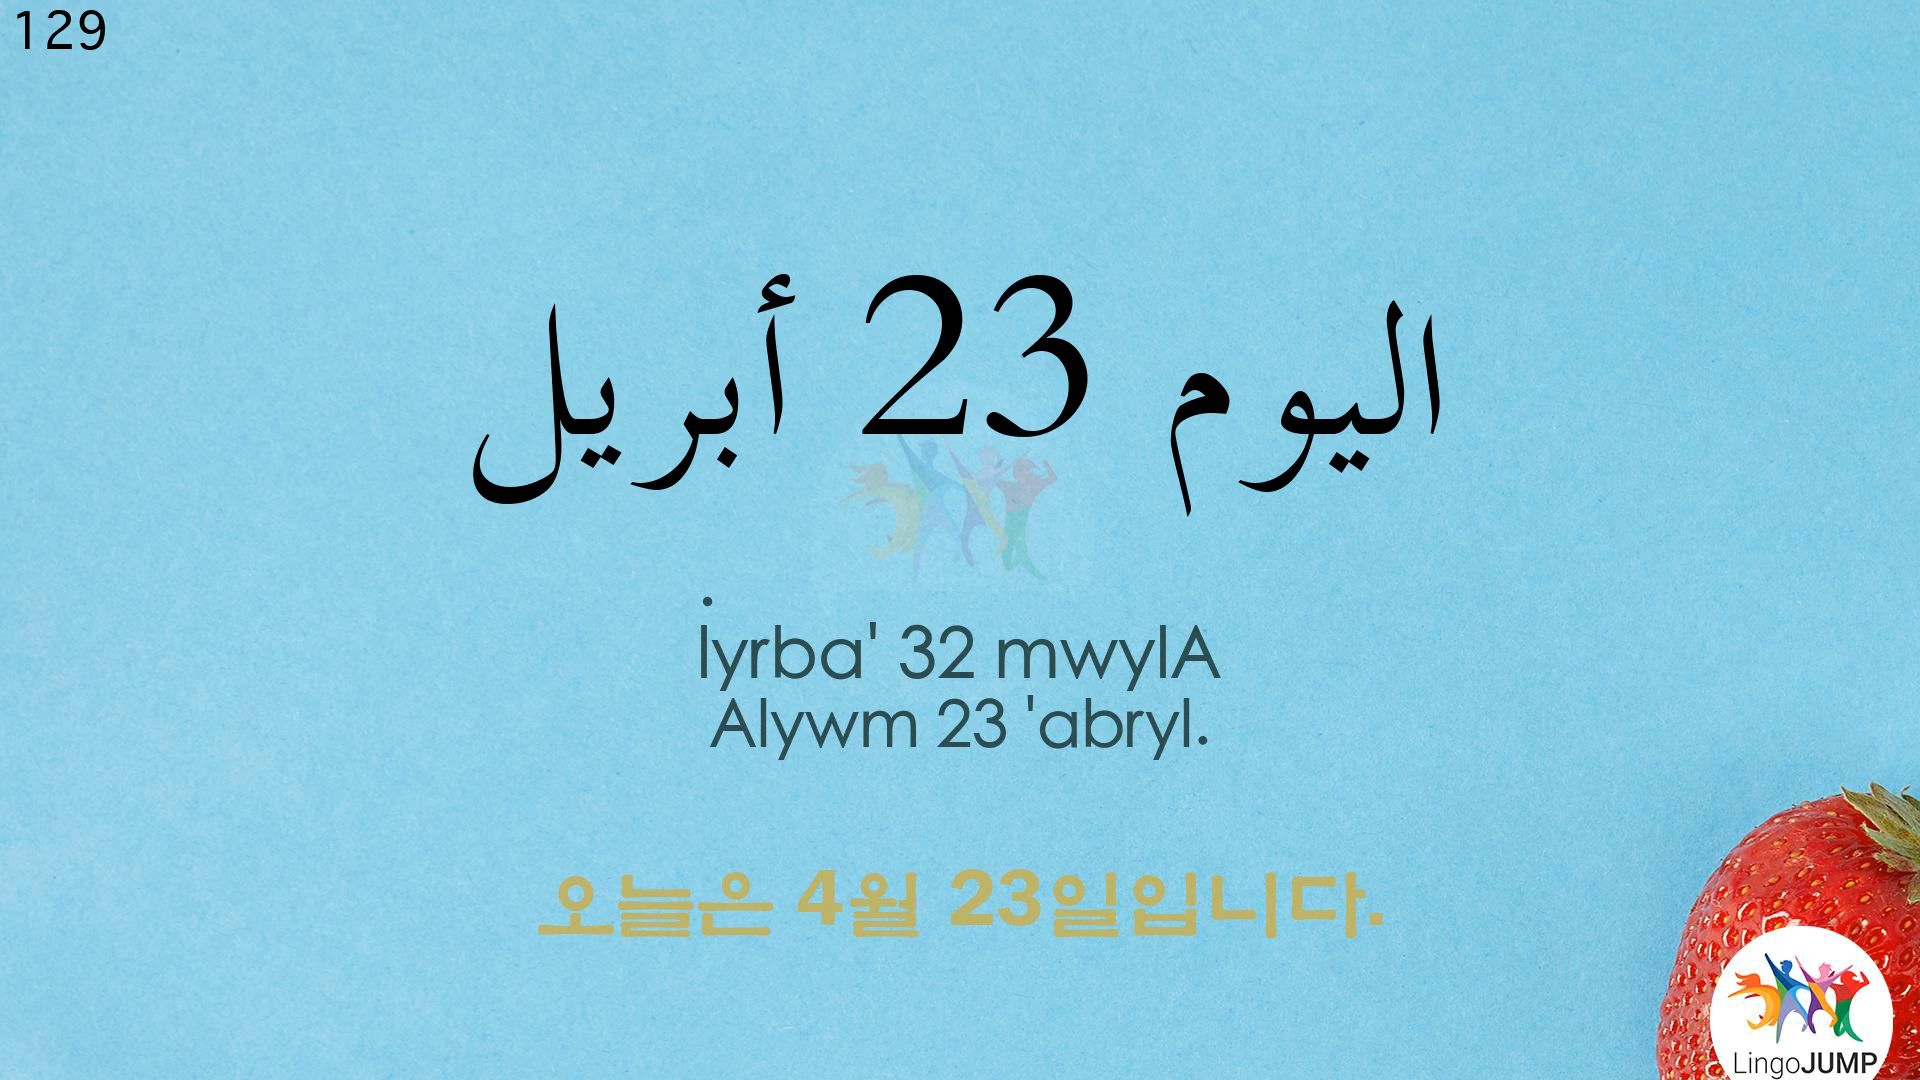 129
اليوم 23 أبريل
.
lyrba' 32 mwylA
Alywm 23 'abryl.
오늘은 4월 23일입니다.
LingoJUMP